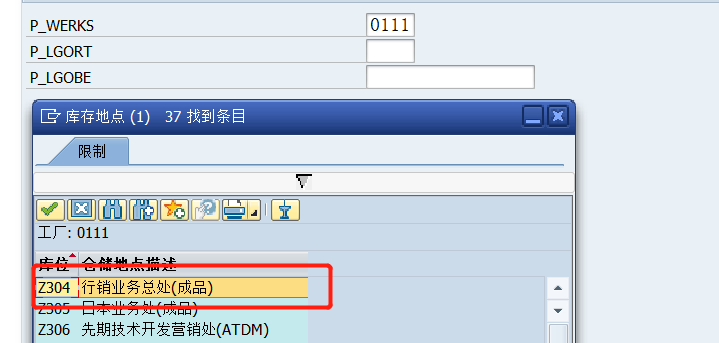 P_WERKS 0111
P_LGORT
P_LGOBE
库存地点 (1) 37 找到条目
限制
工厂: 0111
库位 仓储地点描述
Z304 行销业务总处(成品)
Z305 日本业务处(成品)
Z306 先期技术开发营销处(ATDM)